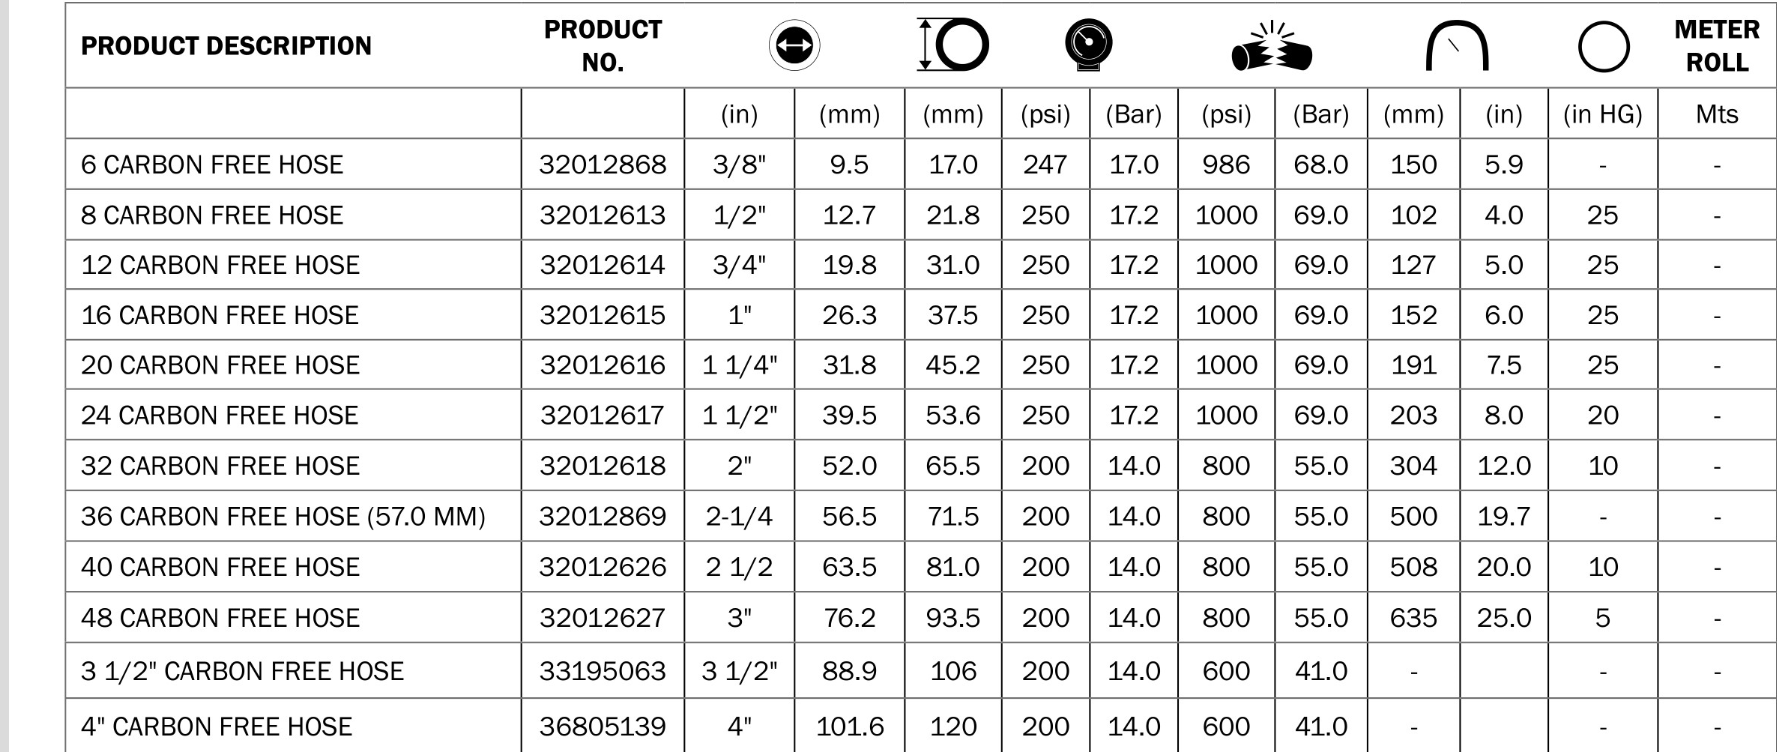 PRODUCT DESCRIPTION PRODUCT NO. METER ROLL
(in) (mm) (mm) (psi) (Bar) (psi) (Bar) (mm) (in) (in HG) Mts
6 CARBON FREE HOSE 32012868 3/8" 9.5 17.0 247 17.0 986 68.0 150 5.9 - -
8 CARBON FREE HOSE 32012613 1/2" 12.7 21.8 250 17.2 1000 69.0 102 4.0 25 -
12 CARBON FREE HOSE 32012614 3/4" 19.8 31.0 250 17.2 1000 69.0 127 5.0 25 -
16 CARBON FREE HOSE 32012615 1" 26.3 37.5 250 17.2 1000 69.0 152 6.0 25 -
20 CARBON FREE HOSE 32012616 1 1/4" 31.8 45.2 250 17.2 1000 69.0 191 7.5 25 -
24 CARBON FREE HOSE 32012617 1 1/2" 39.5 53.6 250 17.2 1000 69.0 203 8.0 20 -
32 CARBON FREE HOSE 32012618 2" 52.0 65.5 200 14.0 800 55.0 304 12.0 10 -
36 CARBON FREE HOSE (57.0 MM) 32012869 2-1/4 56.5 71.5 200 14.0 800 55.0 500 19.7 - -
40 CARBON FREE HOSE 32012626 2 1/2 63.5 81.0 200 14.0 800 55.0 508 20.0 10 -
48 CARBON FREE HOSE 32012627 3" 76.2 93.5 200 14.0 800 55.0 635 25.0 5 -
3 1/2" CARBON FREE HOSE 33195063 3 1/2" 88.9 106 200 14.0 600 41.0 - - -
4" CARBON FREE HOSE 36805139 4" 101.6 120 200 14.0 600 41.0 - - -